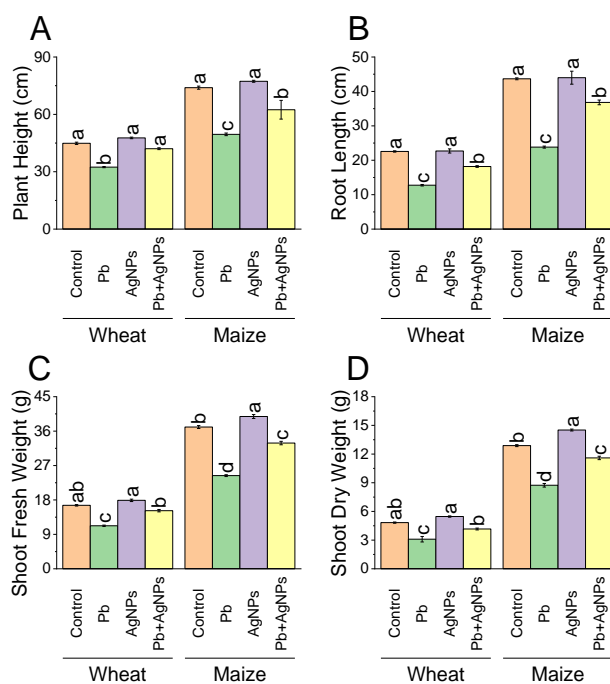 A
Plant Height (cm)
90
60
30
0
a
b
a
a
a
c
a
b
Control
Pb
AgNPs
Pb+AgNPs
Control
Pb
AgNPs
Pb+AgNPs
Wheat
Maize
B
Root Length (cm)
50
40
30
20
10
0
a
c
a
b
a
c
a
b
Control
Pb
AgNPs
Pb+AgNPs
Control
Pb
AgNPs
Pb+AgNPs
Wheat
Maize
C
Shoot Fresh Weight (g)
45
36
27
18
9
0
ab
c
a
b
b
d
a
c
Control
Pb
AgNPs
Pb+AgNPs
Control
Pb
AgNPs
Pb+AgNPs
Wheat
Maize
D
Shoot Dry Weight (g)
18
15
12
9
6
3
0
ab
c
a
b
b
d
a
c
Control
Pb
AgNPs
Pb+AgNPs
Control
Pb
AgNPs
Pb+AgNPs
Wheat
Maize